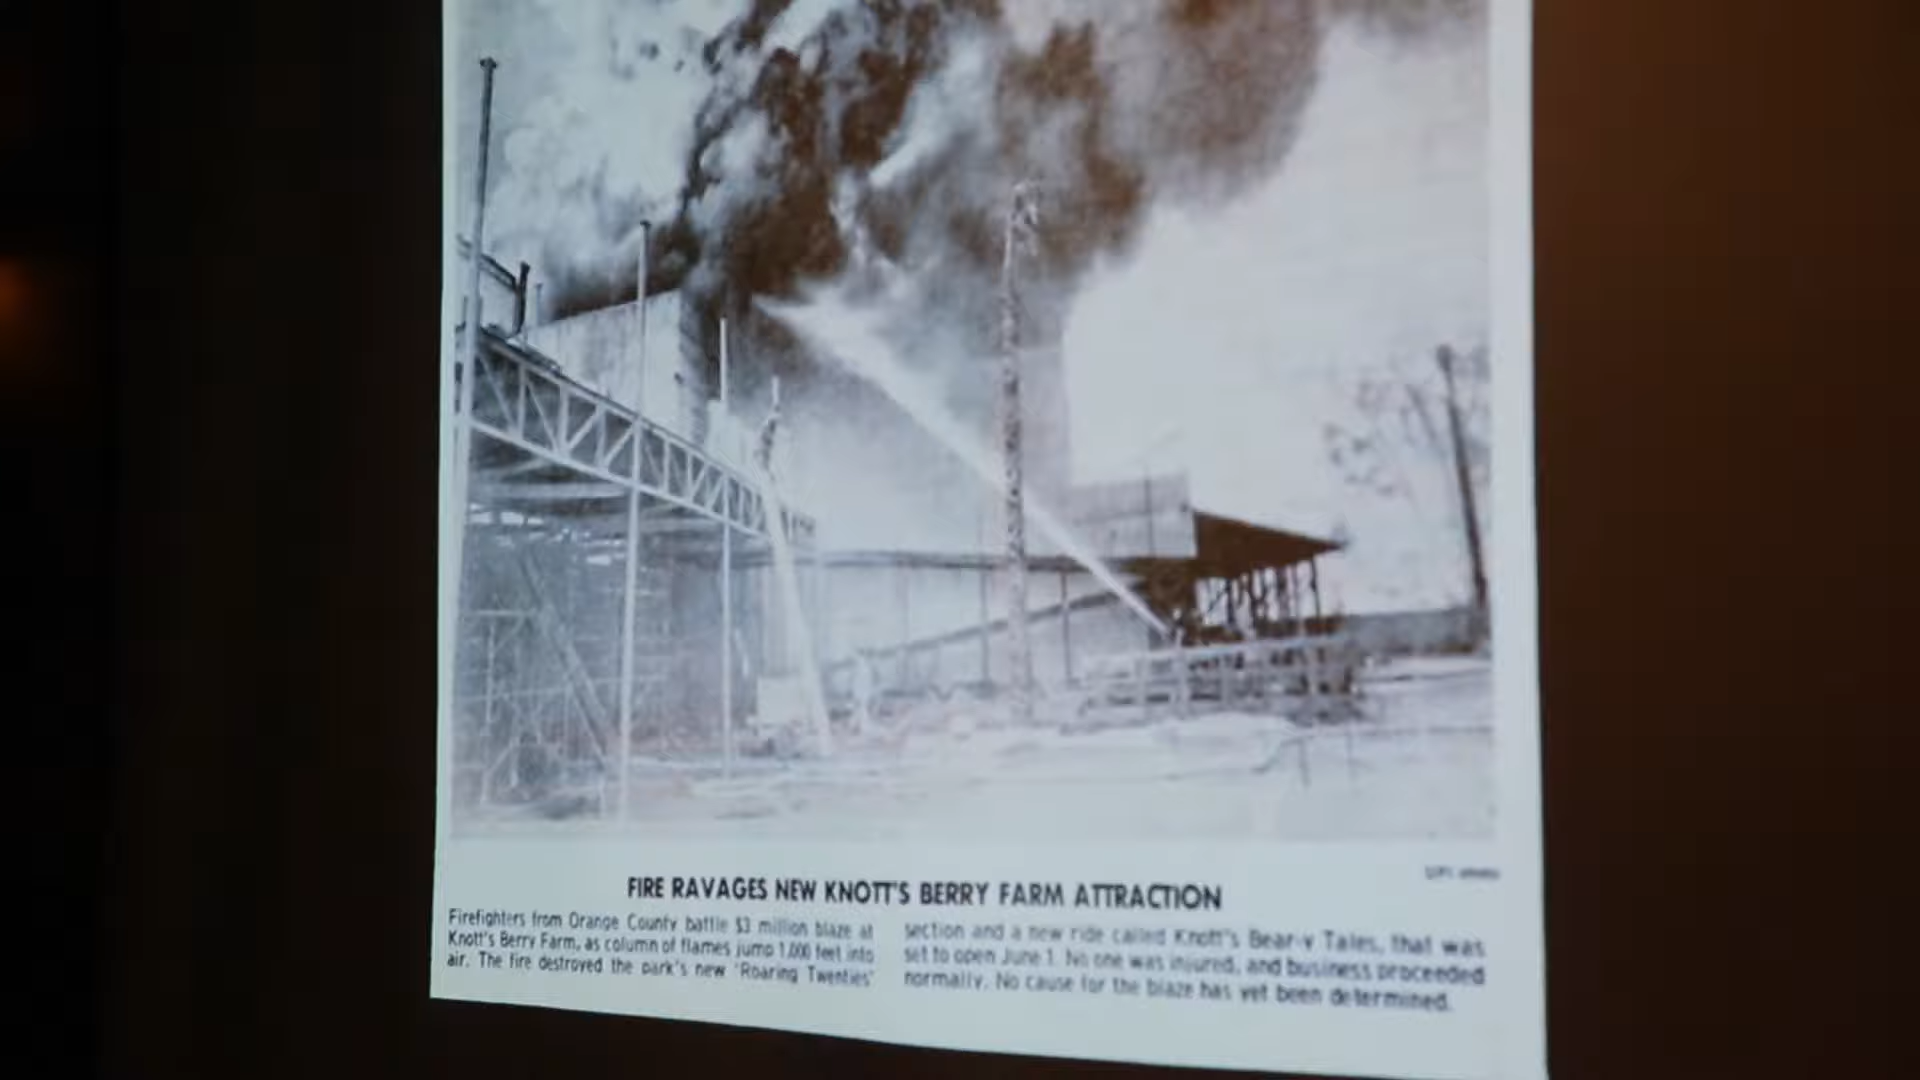 FIRE RAVAGES NEW KNOTT'S BERRY FARM ATTRACTION
Firefighters from Orange County battle $3 million blaze at
Knott's Berry Farm, as column of flames jump 1,000 feet into
air. The fire destroyed the park's new 'Roaring Twenties'
section and a new ride called Knott's Bear-y Tales, that was
set to open June 1. No one was injured, and business proceeded
normally. No cause for the blaze has yet been determined.